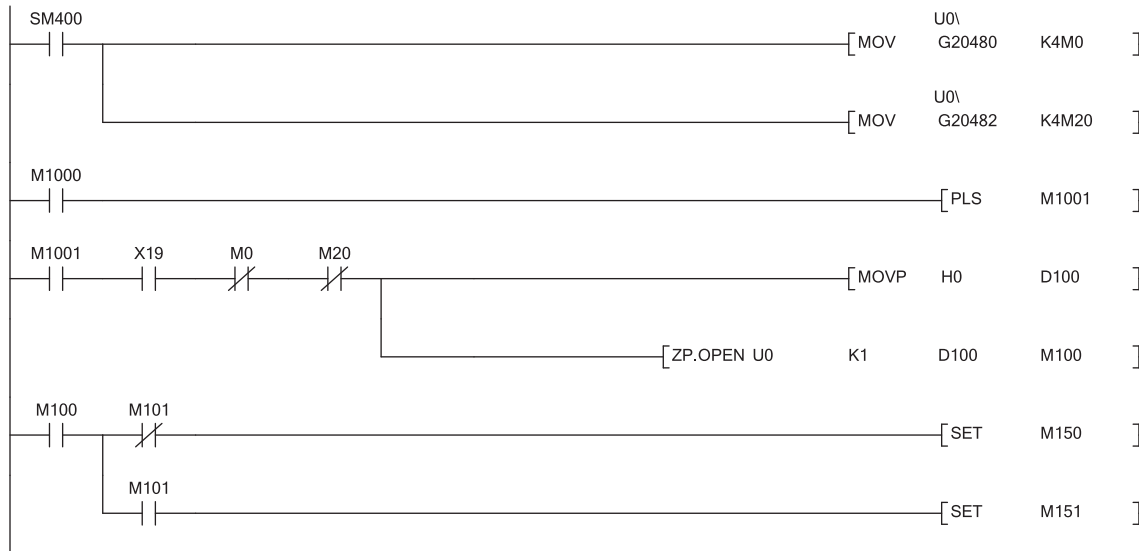 SM400
U0\
[MOV G20480 K4M0 ]
U0\
[MOV G20482 K4M20 ]
M1000
[PLS M1001 ]
M1001 X19 M0 M20
[MOVP H0 D100 ]
[ZP.OPEN U0 K1 D100 M100 ]
M100 M101
[SET M150 ]
M101
[SET M151 ]